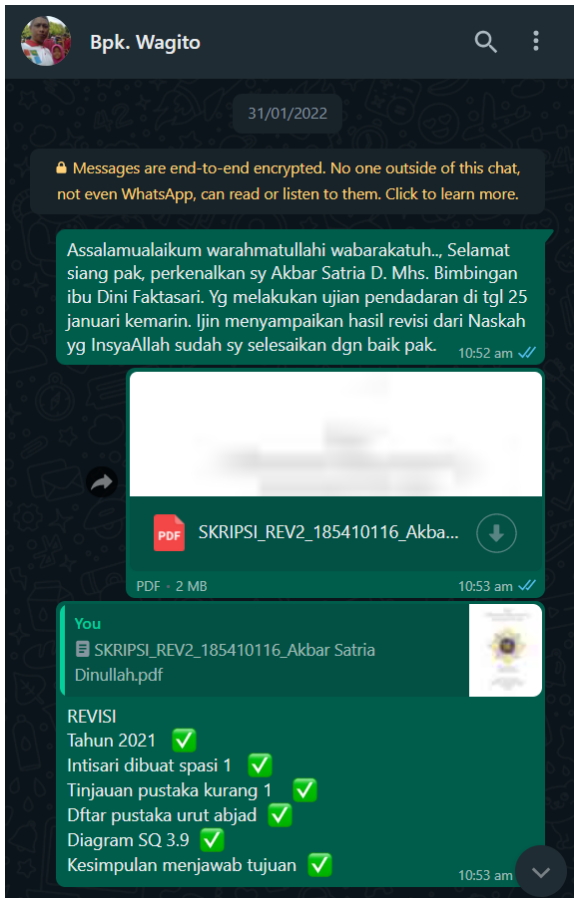 Bpk. Wagito
31/01/2022
Messages are end-to-end encrypted. No one outside of this chat,
not even WhatsApp, can read or listen to them. Click to learn more.
Assalamualaikum warahmatullahi wabarakatuh.., Selamat
siang pak, perkenalkan sy Akbar Satria D. Mhs. Bimbingan
ibu Dini Faktasari. Yg melakukan ujian pendadaran di tgl 25
januari kemarin. Ijin menyampaikan hasil revisi dari Naskah
yg InsyaAllah sudah sy selesaikan dgn baik pak.
10:52 am
PDF
SKRIPSI_REV2_185410116_Akba...
PDF • 2 MB
10:53 am
You
SKRIPSI_REV2_185410116_Akbar Satria
Dinullah.pdf
REVISI
Tahun 2021 ✅
Intisari dibuat spasi 1 ✅
Tinjauan pustaka kurang 1 ✅
Dftar pustaka urut abjad ✅
Diagram SQ 3.9 ✅
Kesimpulan menjawab tujuan ✅
10:53 am